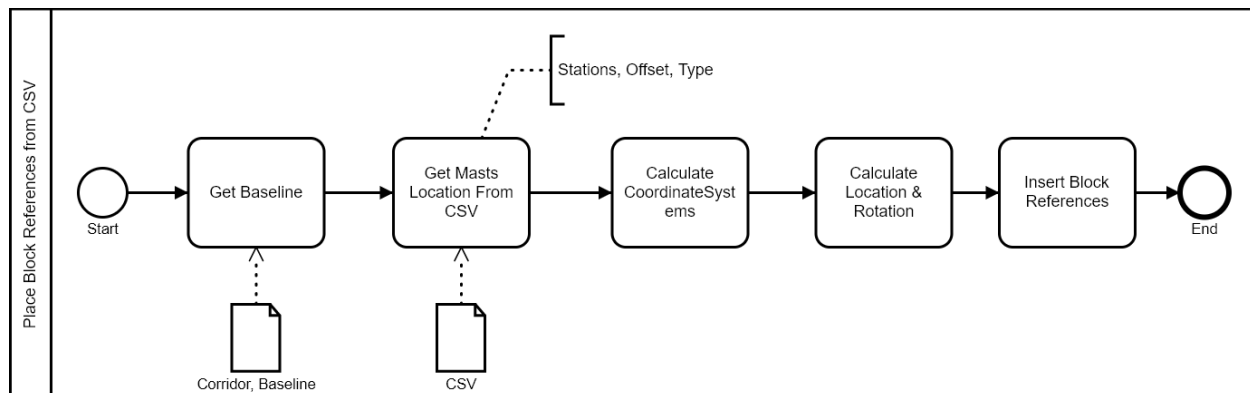 Place Block References from CSV
Stations, Offset, Type
Start
Get Baseline
Get Masts
Location From
CSV
Calculate
CoordinateSyst
ems
Calculate
Location &
Rotation
Insert Block
References
End
Corridor, Baseline
CSV